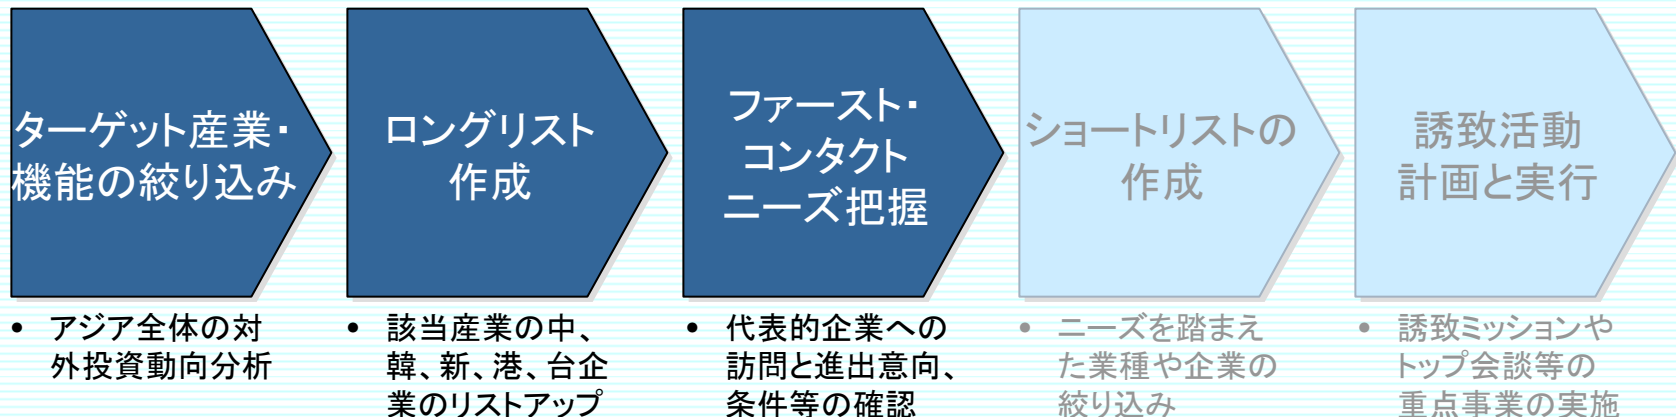 ターゲット産業・
機能の絞り込み
ロングリスト
作成
ファースト・
コンタクト
ニーズ把握
ショートリストの
作成
誘致活動
計画と実行
• アジア全体の対
外投資動向分析
• 該当産業の中、
韓、新、港、台企
業のリストアップ
• 代表的企業への
訪問と進出意向、
条件等の確認
• ニーズを踏まえ
た業種や企業の
絞り込み
• 誘致ミッションや
トップ会談等の
重点事業の実施